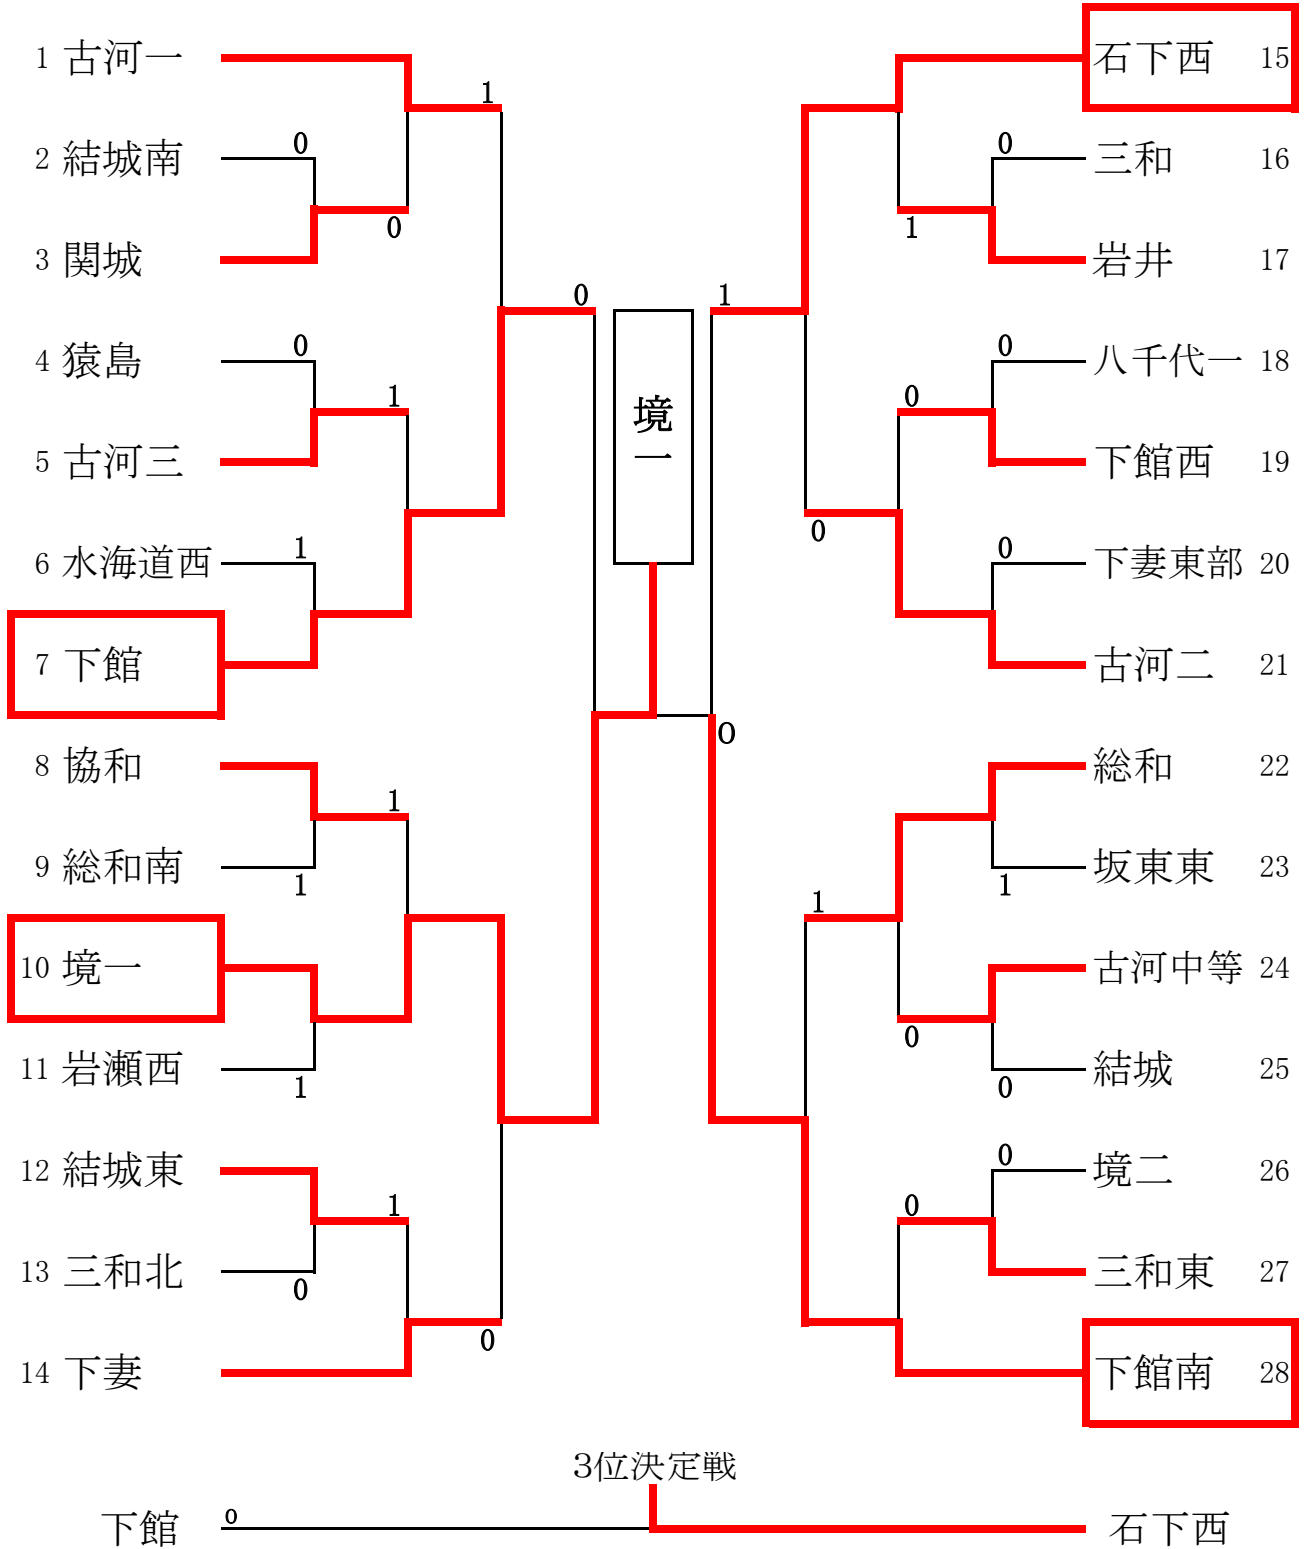 1 古河一
2 結城南
3 関城
4 猿島
5 古河三
6 水海道西
7 下館
8 協和
9 総和南
10 境一
11 岩瀬西
12 結城東
13 三和北
14 下妻
0
0
1
0
1
0
1
1
1
1
1
0
0
境一
1
0
0
1
0
0
0
0
1
1
0
0
0
0
石下西 15
三和 16
岩井 17
八千代一 18
下館西 19
下妻東部 20
古河二 21
総和 22
坂東東 23
古河中等 24
結城 25
境二 26
三和東 27
下館南 28
3位決定戦
下館 0 石下西